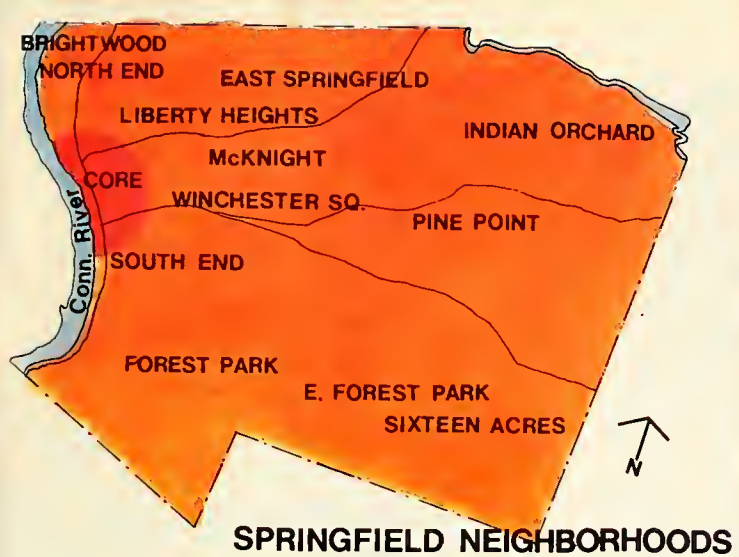 BRIGHTWOOD
NORTH END
EAST SPRINGFIELD
LIBERTY HEIGHTS
INDIAN ORCHARD
McKNIGHT
CORE
WINCHESTER SQ.
PINE POINT
Conn. River
SOUTH END
FOREST PARK
E. FOREST PARK
SIXTEEN ACRES
N
SPRINGFIELD NEIGHBORHOODS